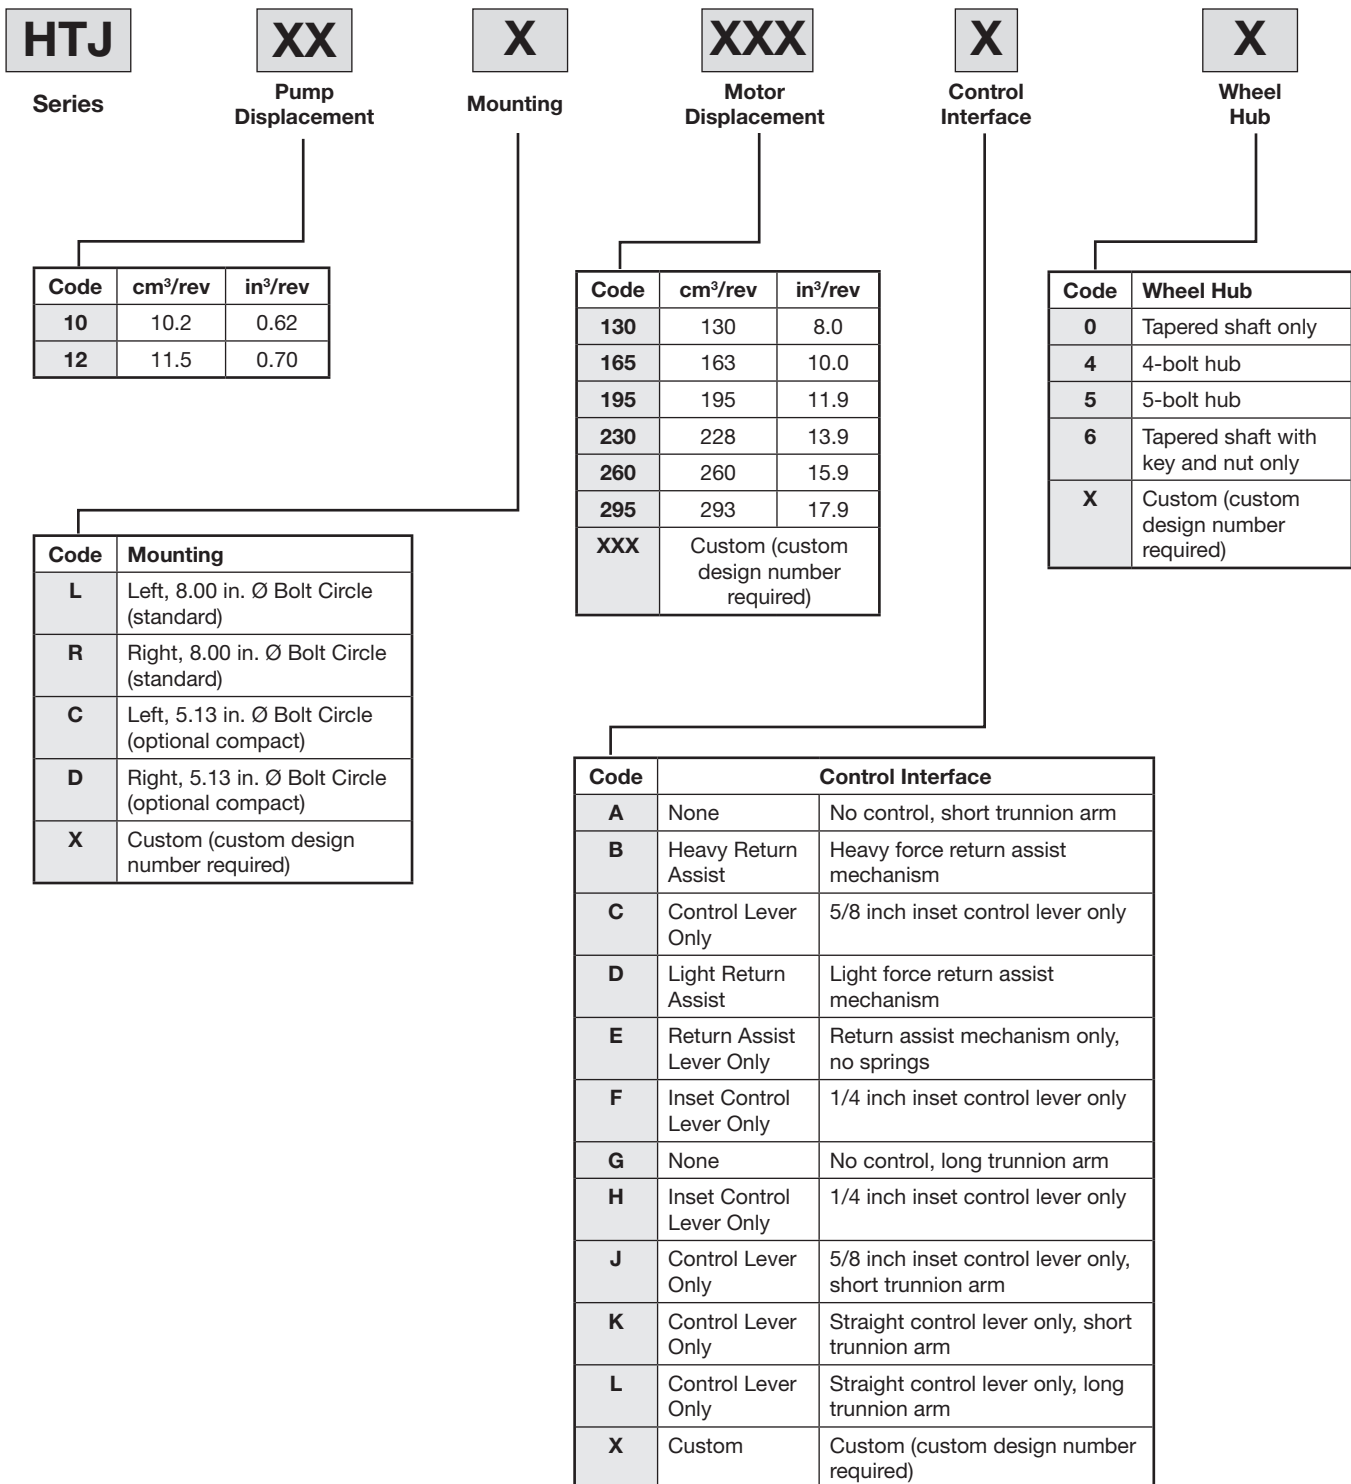 HTJ
XX
X
XXX
X
X
Series
Pump
Displacement
Mounting
Motor
Displacement
Control
Interface
Wheel
Hub
Code cm³/rev in³/rev
10 10.2 0.62
12 11.5 0.70
Code Mounting
L Left, 8.00 in. Ø Bolt Circle
(standard)
R Right, 8.00 in. Ø Bolt Circle
(standard)
C Left, 5.13 in. Ø Bolt Circle
(optional compact)
D Right, 5.13 in. Ø Bolt Circle
(optional compact)
X Custom (custom design
number required)
Code cm³/rev in³/rev
130 130 8.0
165 163 10.0
195 195 11.9
230 228 13.9
260 260 15.9
295 293 17.9
XXX Custom (custom
design number
required)
Code Control Interface
A None No control, short trunnion arm
B Heavy Return Heavy force return assist
Assist mechanism
C Control Lever 5/8 inch inset control lever only
Only
D Light Return Light force return assist
Assist mechanism
E Return Assist Return assist mechanism only,
Lever Only no springs
F Inset Control 1/4 inch inset control lever only
Lever Only
G None No control, long trunnion arm
H Inset Control 1/4 inch inset control lever only
Lever Only
J Control Lever 5/8 inch inset control lever only,
Only short trunnion arm
K Control Lever Straight control lever only, short
Only trunnion arm
L Control Lever Straight control lever only, long
Only trunnion arm
X Custom Custom (custom design number
required)
Code Wheel Hub
0 Tapered shaft only
4 4-bolt hub
5 5-bolt hub
6 Tapered shaft with
key and nut only
X Custom (custom
design number
required)